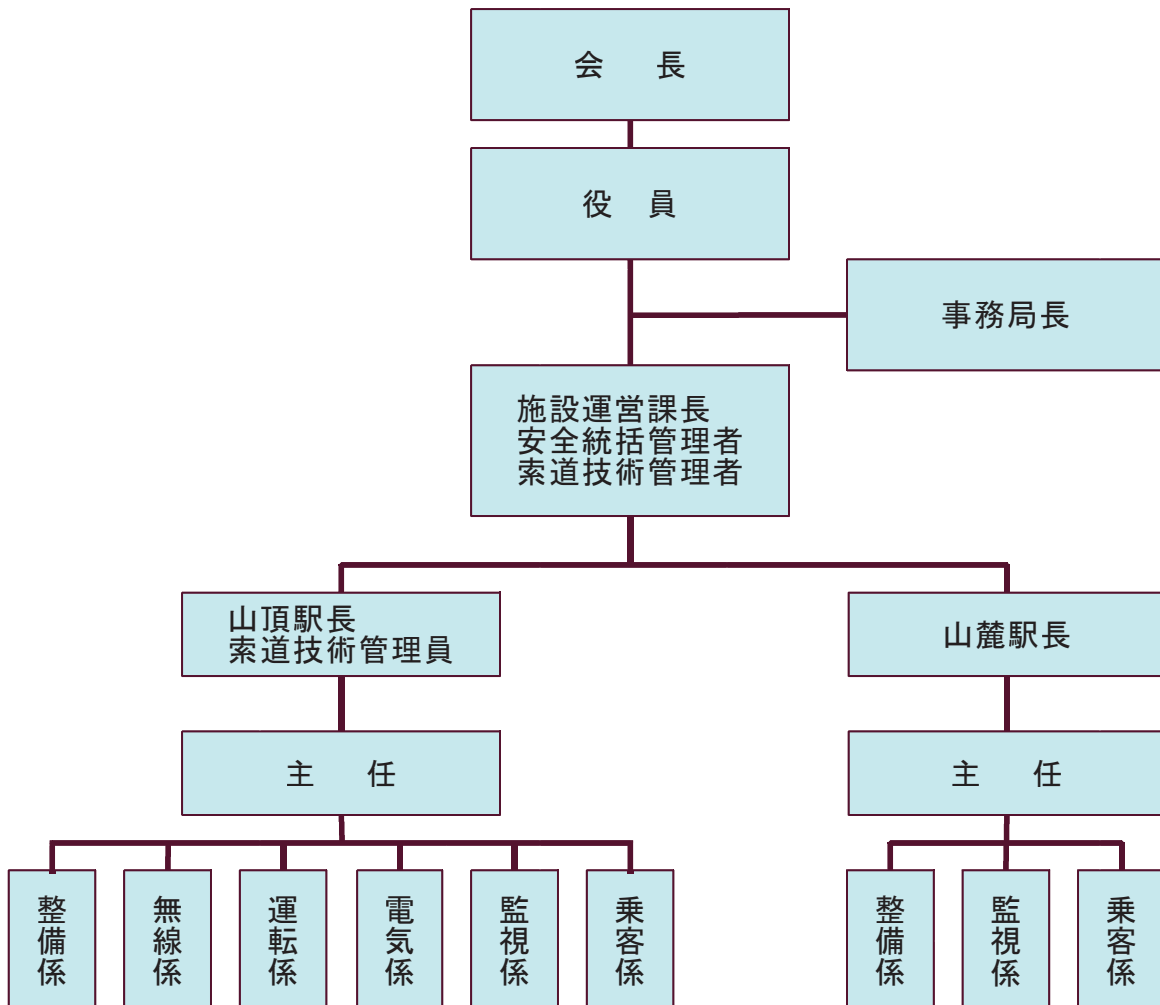 会　長
役　員
事務局長
施設運営課長
安全統括管理者
索道技術管理者
山頂駅長
索道技術管理員
山麓駅長
主　任
主　任
整備係
無線係
運転係
電気係
監視係
乗客係
整備係
監視係
乗客係